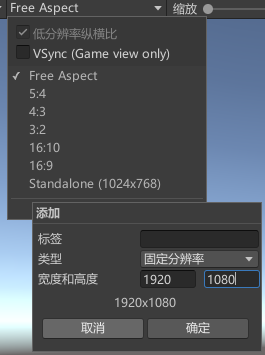 Free Aspect 缩放
低分辨率纵横比
VSync (Game view only)
Free Aspect
5:4
4:3
3:2
16:10
16:9
Standalone (1024x768)
添加
标签
类型 固定分辨率
宽度和高度 1920 1080
1920x1080
取消 确定